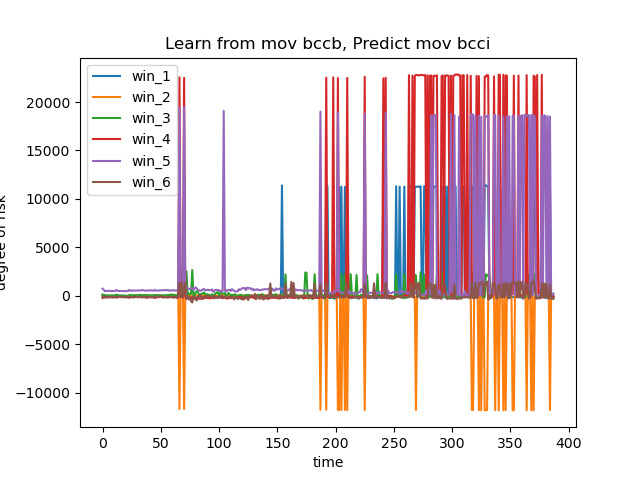 Learn from mov bccb, Predict mov bcci
win_1
win_2
win_3
win_4
win_5
win_6
20000
15000
10000
5000
0
−5000
−10000
degree of risk
0 50 100 150 200 250 300 350 400
time